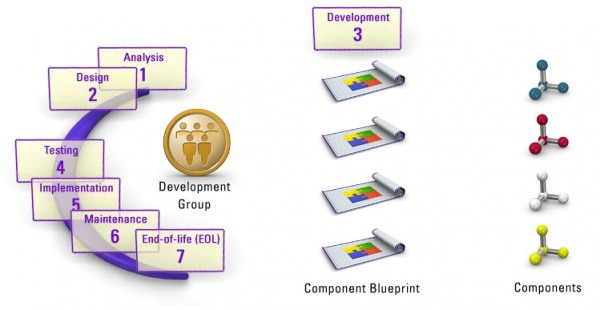 Analysis
1
Design
2
Development
3
Testing
4
Implementation
5
Maintenance
6
End-of-life (EOL)
7
Development
Group
Component Blueprint
Components